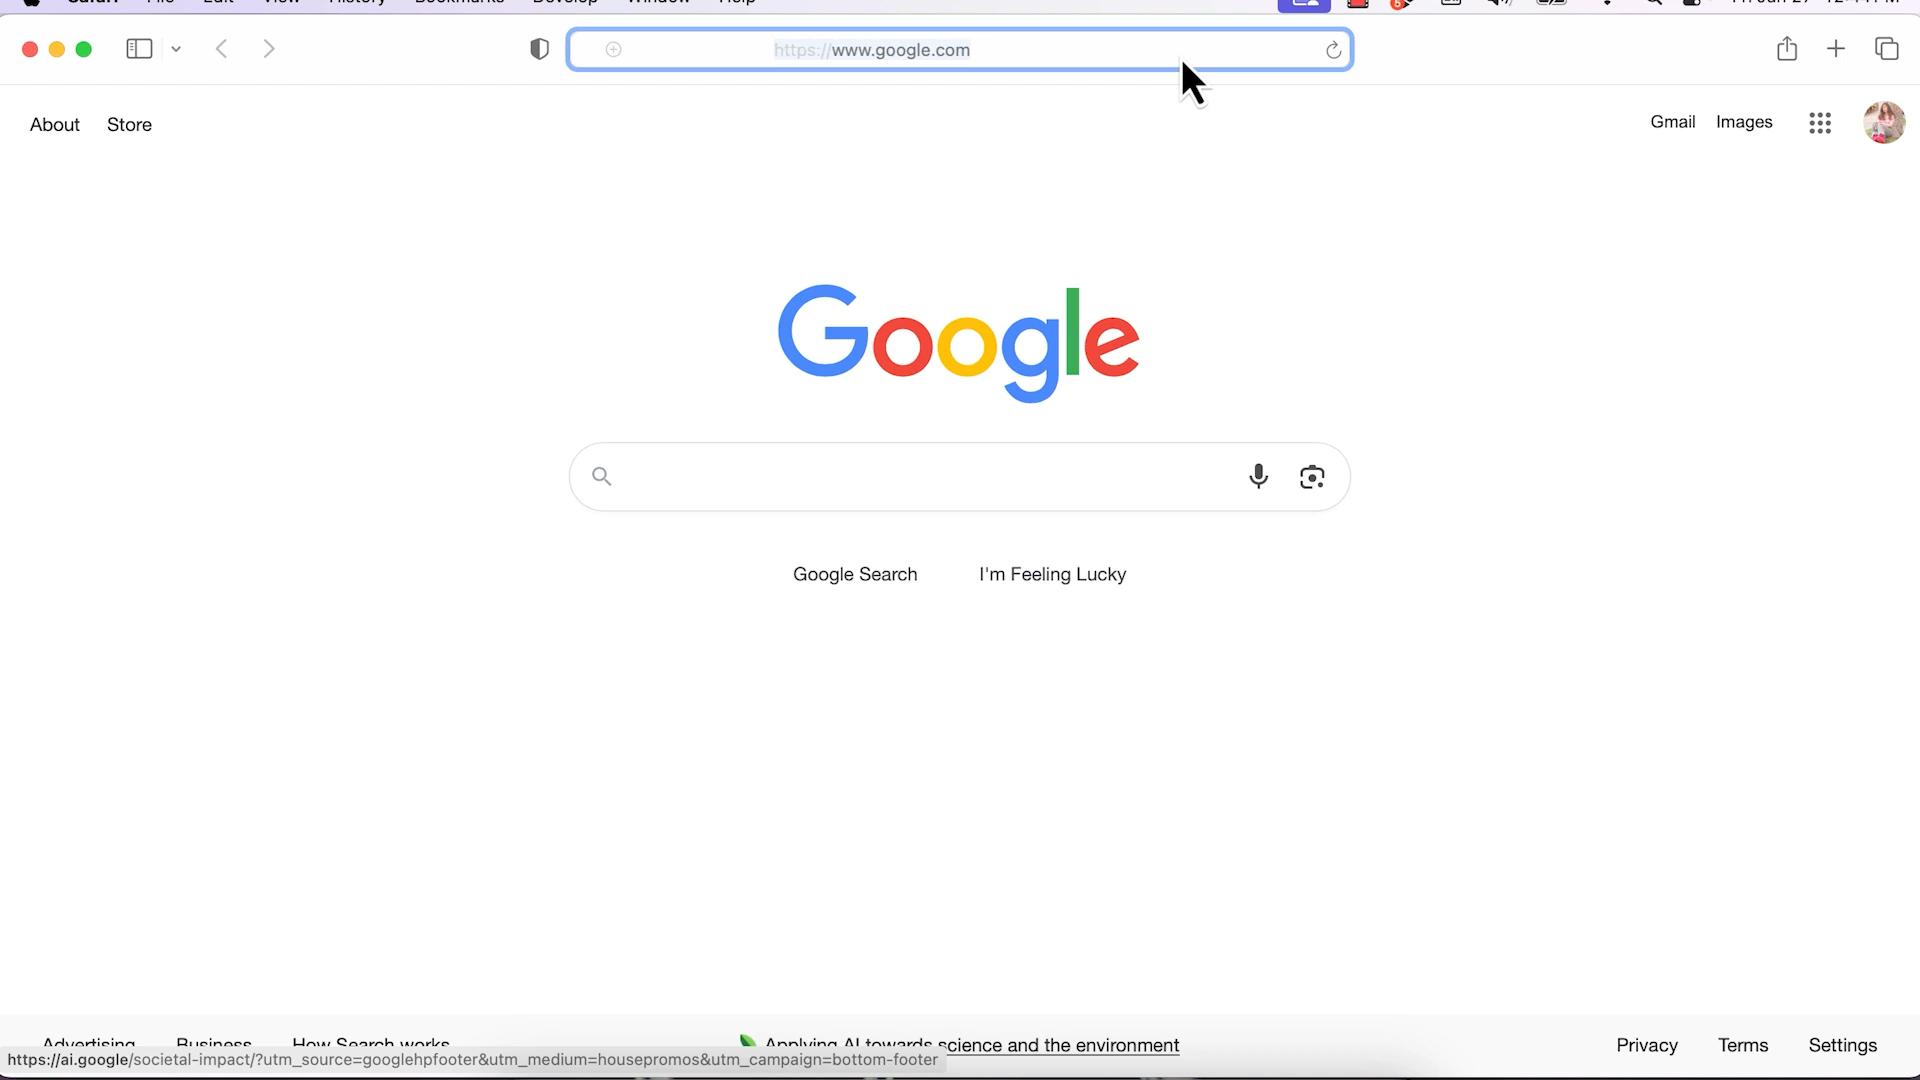 Safari File Edit View History Bookmarks Develop Window Help
https://www.google.com
About Store
Gmail Images
Google
Google Search I'm Feeling Lucky
Advertising Business How Search works
Applying AI towards science and the environment
Privacy Terms Settings
https://ai.google/societal-impact/?utm_source=googlehpfooter&utm_medium=housepromos&utm_campaign=bottom-footer